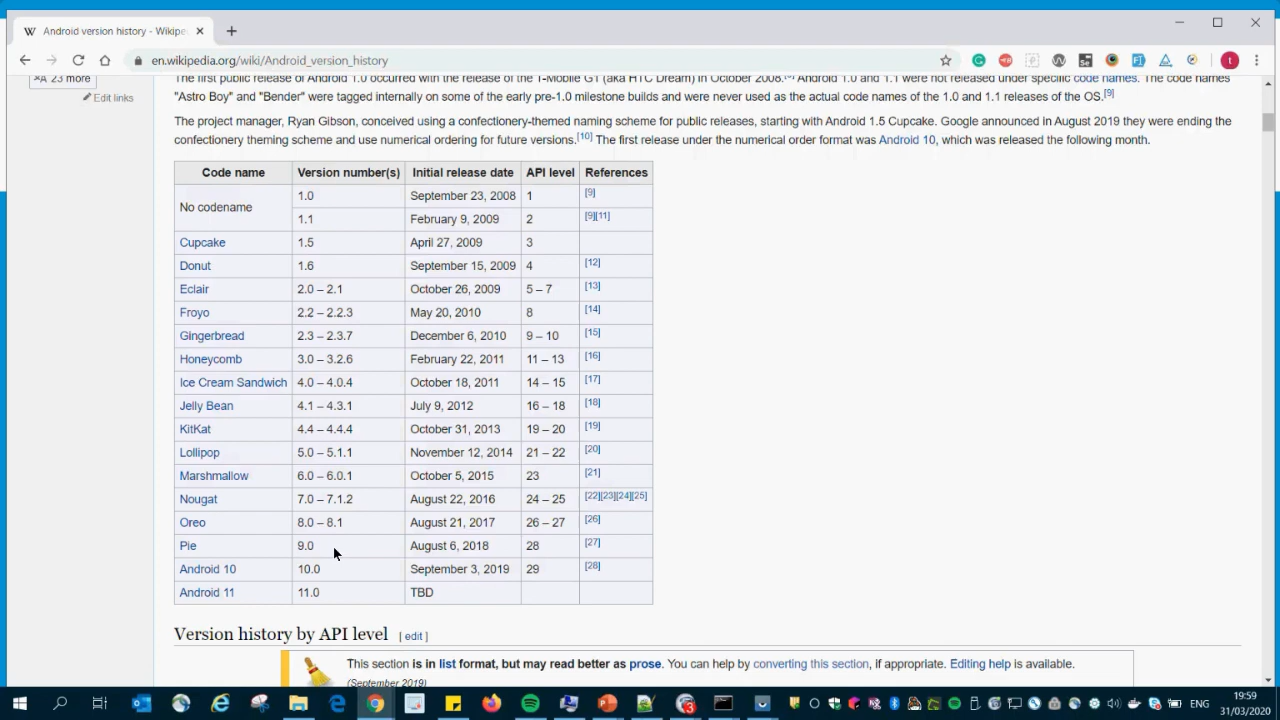 Android version history - Wikipe
en.wikipedia.org/wiki/Android_version_history
23 more
Edit links
The first public release of Android 1.0 occurred with the release of the T-Mobile G1 (aka HTC Dream) in October 2008. Android 1.0 and 1.1 were not released under specific code names. The code names
"Astro Boy" and "Bender" were tagged internally on some of the early pre-1.0 milestone builds and were never used as the actual code names of the 1.0 and 1.1 releases of the OS.[9]
The project manager, Ryan Gibson, conceived using a confectionery-themed naming scheme for public releases, starting with Android 1.5 Cupcake. Google announced in August 2019 they were ending the
confectionery theming scheme and use numerical ordering for future versions.[10] The first release under the numerical order format was Android 10, which was released the following month.
Code name Version number(s) Initial release date API level References
No codename 1.0 September 23, 2008 1 [9]
1.1 February 9, 2009 2 [9][11]
Cupcake 1.5 April 27, 2009 3
Donut 1.6 September 15, 2009 4 [12]
Eclair 2.0 – 2.1 October 26, 2009 5 – 7 [13]
Froyo 2.2 – 2.2.3 May 20, 2010 8 [14]
Gingerbread 2.3 – 2.3.7 December 6, 2010 9 – 10 [15]
Honeycomb 3.0 – 3.2.6 February 22, 2011 11 – 13 [16]
Ice Cream Sandwich 4.0 – 4.0.4 October 18, 2011 14 – 15 [17]
Jelly Bean 4.1 – 4.3.1 July 9, 2012 16 – 18 [18]
KitKat 4.4 – 4.4.4 October 31, 2013 19 – 20 [19]
Lollipop 5.0 – 5.1.1 November 12, 2014 21 – 22 [20]
Marshmallow 6.0 – 6.0.1 October 5, 2015 23 [21]
Nougat 7.0 – 7.1.2 August 22, 2016 24 – 25 [22][23][24][25]
Oreo 8.0 – 8.1 August 21, 2017 26 – 27 [26]
Pie 9.0 August 6, 2018 28 [27]
Android 10 10.0 September 3, 2019 29 [28]
Android 11 11.0 TBD
Version history by API level [ edit ]
This section is in list format, but may read better as prose. You can help by converting this section, if appropriate. Editing help is available.
(September 2019)
ENG
19:59
31/03/2020